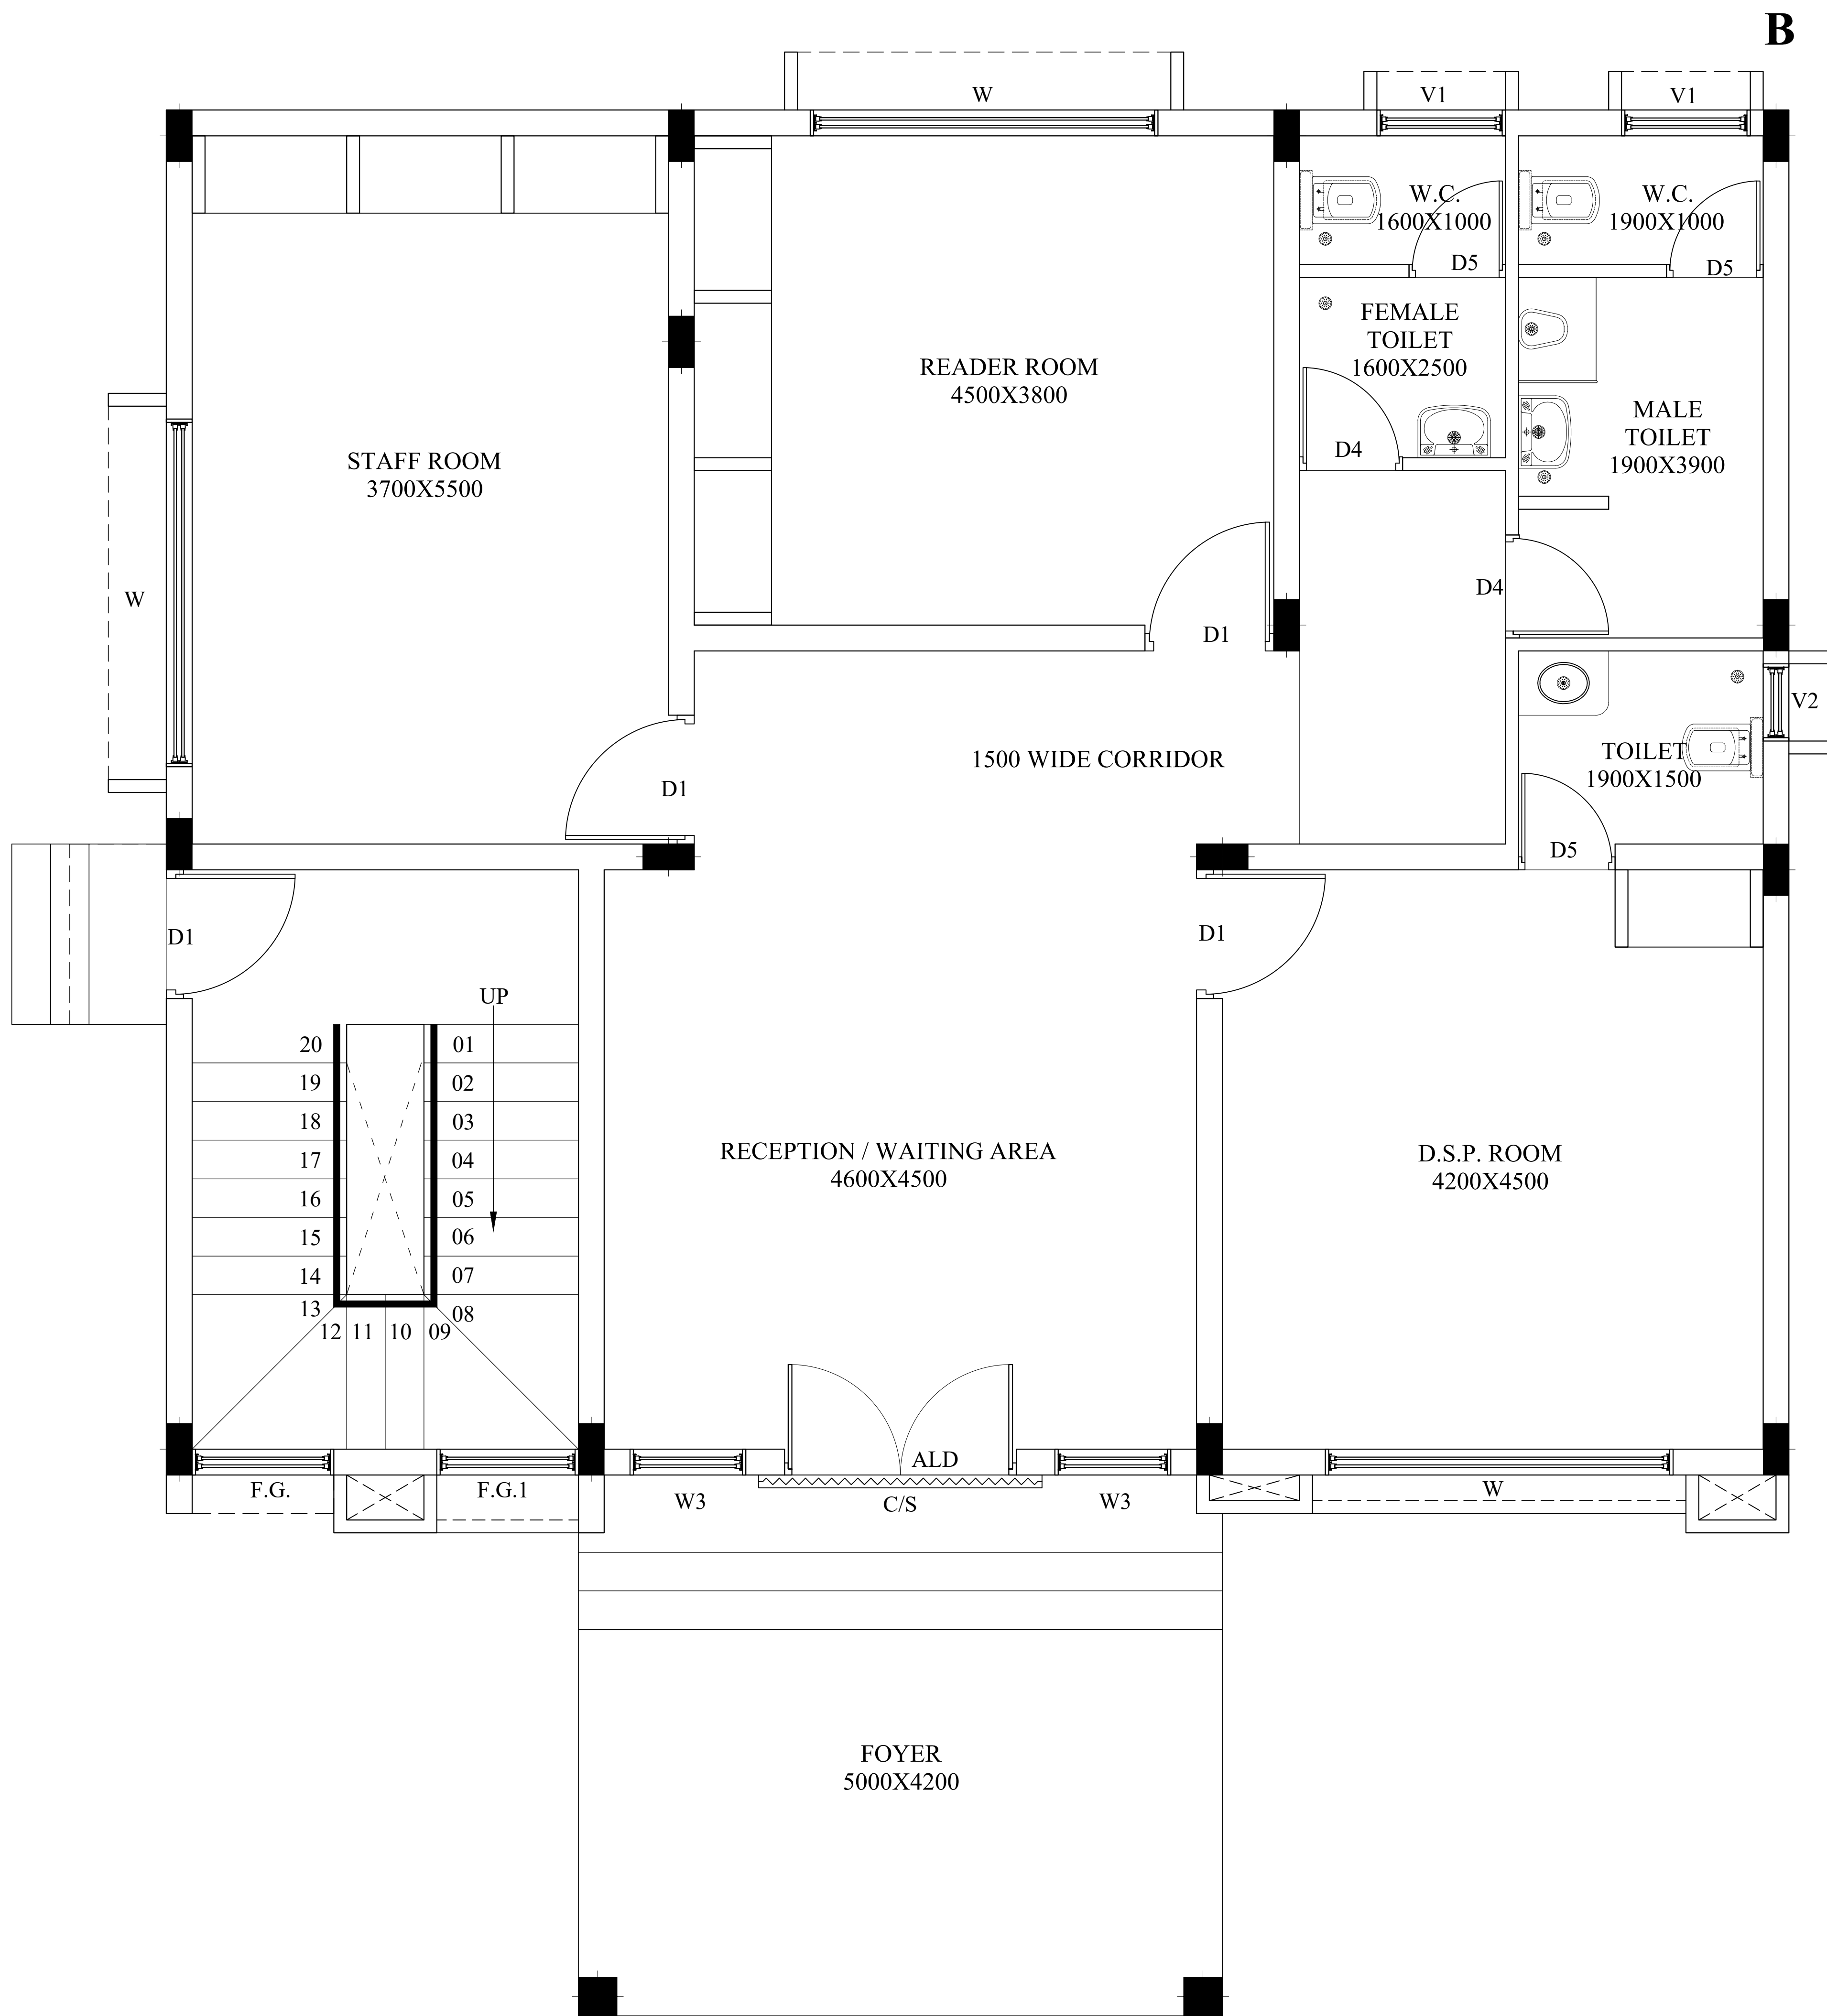 B
W
V1
V1
W.C.
1600X1000
W.C.
1900X1000
D5
D5
FEMALE
TOILET
1600X2500
READER ROOM
4500X3800
MALE
TOILET
1900X3900
D4
STAFF ROOM
3700X5500
W
D4
D1
V2
1500 WIDE CORRIDOR
TOILET
1900X1500
D1
D5
D1
D1
UP
20 01
19 02
18 03
17 04
16 05
15 06
14 07
13 08
12 11 10 09
RECEPTION / WAITING AREA
4600X4500
D.S.P. ROOM
4200X4500
ALD
F.G.
F.G.1
W3
C/S
W3
W
FOYER
5000X4200